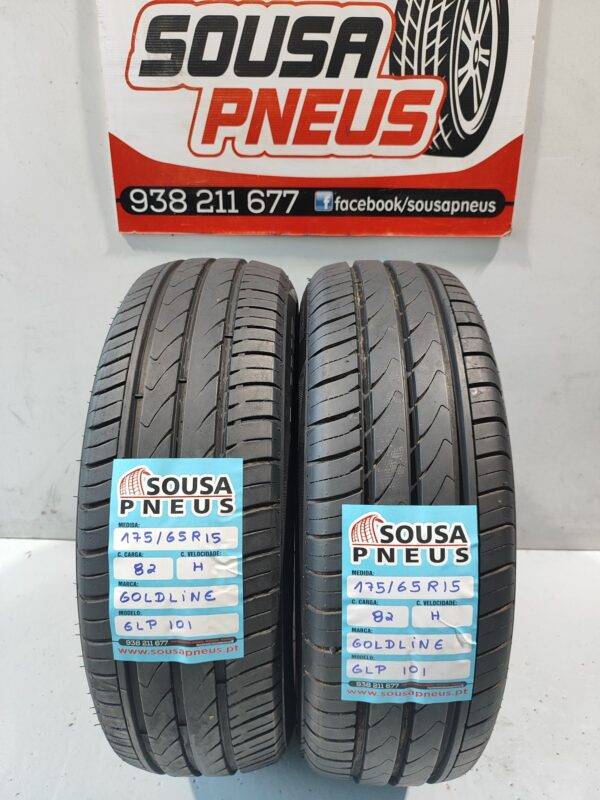 SOUSA
PNEUS
938 211 677 f facebook/sousapneus
SOUSA
PNEUS
MEDIDA:
175/65R15
C. CARGA: C. VELOCIDADE:
82 H
MARCA:
GOLDLINE
MODELO:
GLP 101
938 211 677
www.sousapneus.pt
SOUSA
PNEUS
MEDIDA:
175/65R15
C. CARGA: C. VELOCIDADE:
82 H
MARCA:
GOLDLINE
MODELO:
GLP 101
938 211 677
www.sousapneus.pt